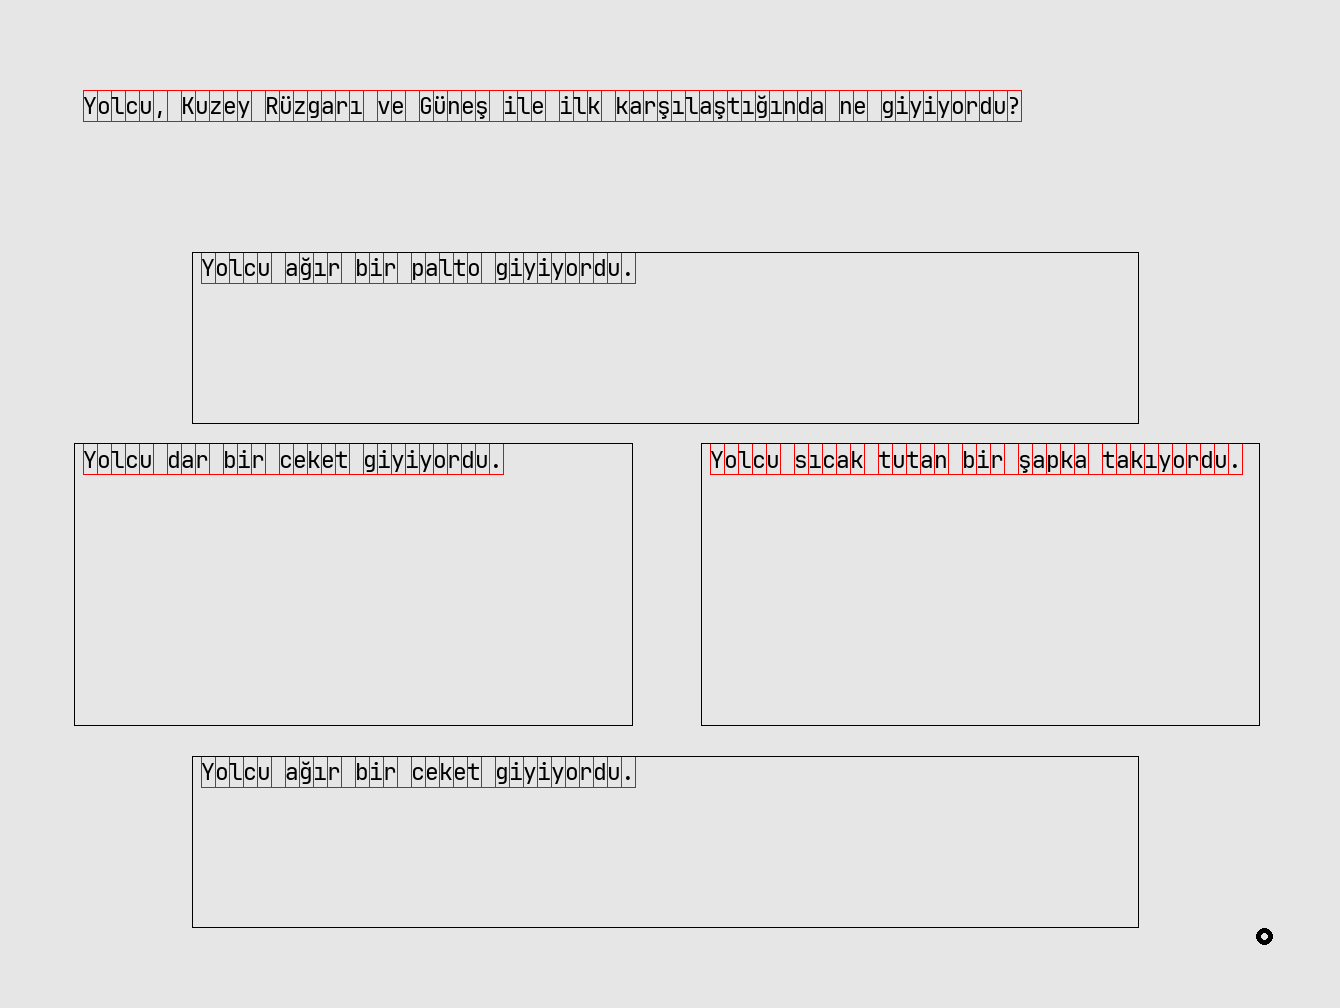 Yolcu, Kuzey Rüzgarı ve Güneş ile ilk karşılaştığında ne giyiyordu?
Yolcu ağır bir palto giyiyordu.
Yolcu dar bir ceket giyiyordu.
Yolcu sıcak tutan bir şapka takıyordu.
Yolcu ağır bir ceket giyiyordu.